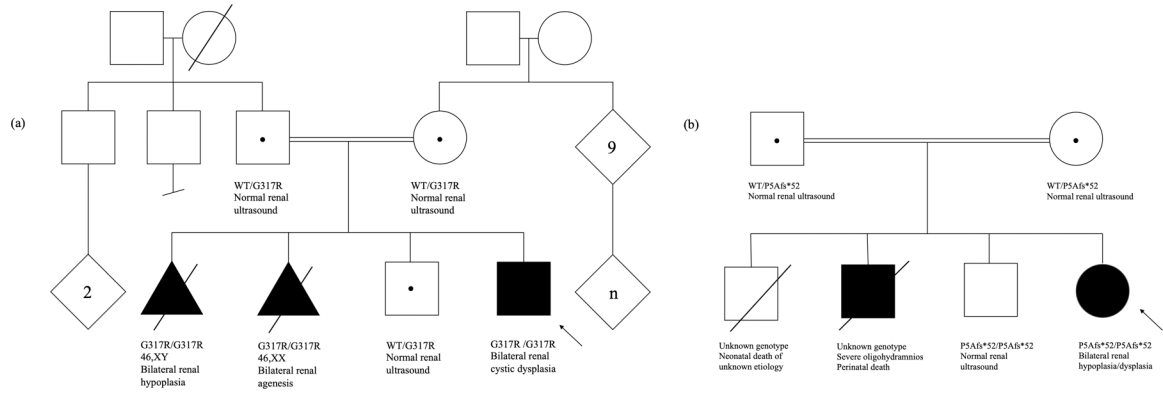 (a)
(b)
9
WT/G317R
Normal renal
ultrasound
WT/G317R
Normal renal
ultrasound
WT/P5Afs*52
Normal renal ultrasound
WT/P5Afs*52
Normal renal ultrasound
2
n
G317R/G317R
46,XY
Bilateral renal
hypoplasia
G317R/G317R
46,XX
Bilateral renal
agenesis
WT/G317R
Normal renal
ultrasound
G317R /G317R
Bilateral renal
cystic dysplasia
Unknown genotype
Neonatal death of
unknown etiology
Unknown genotype
Severe oligohydramnios
Perinatal death
P5Afs*52/P5Afs*52
Normal renal
ultrasound
P5Afs*52/P5Afs*52
Bilateral renal
hypoplasia/dysplasia